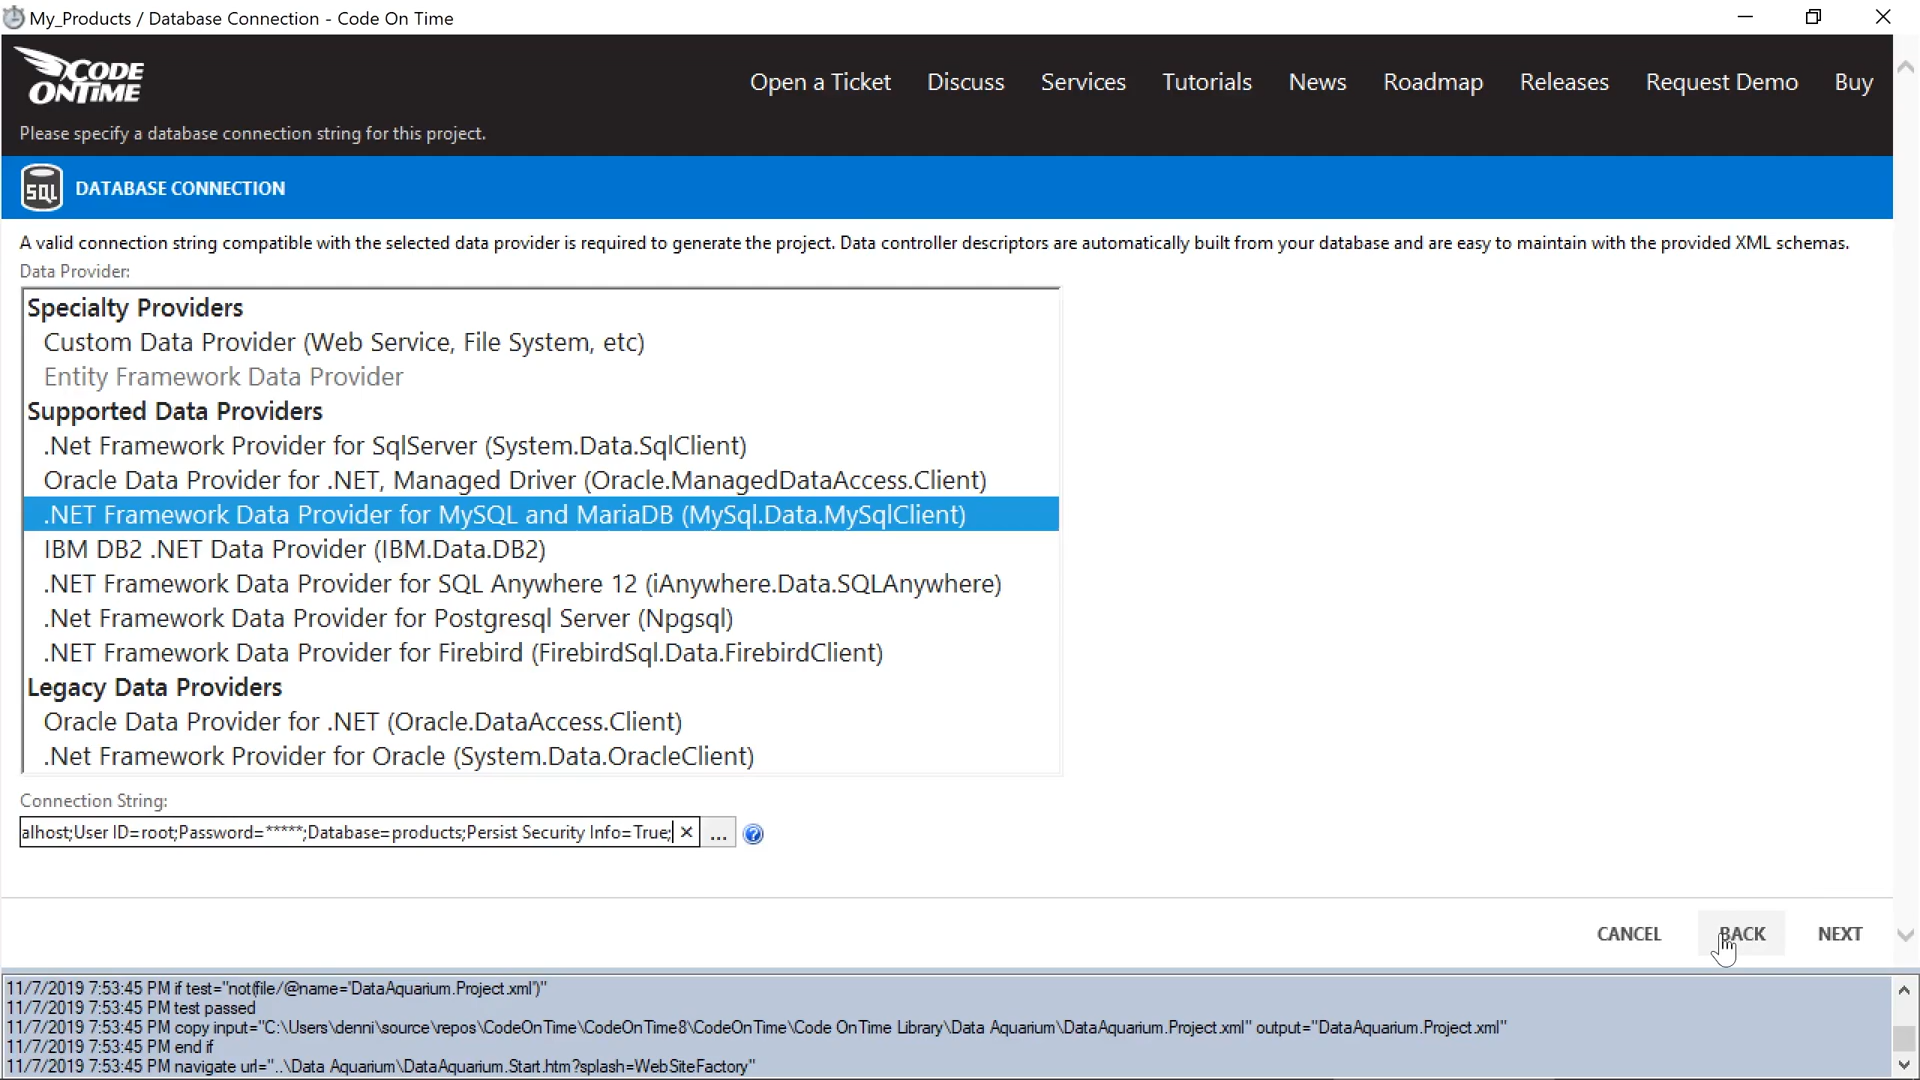 My_Products / Database Connection - Code On Time
CODE
ONTIME
Open a Ticket Discuss Services Tutorials News Roadmap Releases Request Demo Buy
Please specify a database connection string for this project.
SQL DATABASE CONNECTION
A valid connection string compatible with the selected data provider is required to generate the project. Data controller descriptors are automatically built from your database and are easy to maintain with the provided XML schemas.
Data Provider:
Specialty Providers
Custom Data Provider (Web Service, File System, etc)
Entity Framework Data Provider
Supported Data Providers
.Net Framework Provider for SqlServer (System.Data.SqlClient)
Oracle Data Provider for .NET, Managed Driver (Oracle.ManagedDataAccess.Client)
.NET Framework Data Provider for MySQL and MariaDB (MySql.Data.MySqlClient)
IBM DB2 .NET Data Provider (IBM.Data.DB2)
.NET Framework Data Provider for SQL Anywhere 12 (iAnywhere.Data.SQLAnywhere)
.Net Framework Data Provider for Postgresql Server (Npgsql)
.NET Framework Data Provider for Firebird (FirebirdSql.Data.FirebirdClient)
Legacy Data Providers
Oracle Data Provider for .NET (Oracle.DataAccess.Client)
.Net Framework Provider for Oracle (System.Data.OracleClient)
Connection String:
alhost;User ID=root;Password=*****;Database=products;Persist Security Info=True; ... ?
CANCEL BACK NEXT
11/7/2019 7:53:45 PM if test="not(file/@name='DataAquarium.Project.xml')"
11/7/2019 7:53:45 PM test passed
11/7/2019 7:53:45 PM copy input="C:\Users\denni\source\repos\CodeOnTime\CodeOnTime8\CodeOnTime\Code OnTime Library\Data Aquarium\DataAquarium.Project.xml" output="DataAquarium.Project.xml"
11/7/2019 7:53:45 PM end if
11/7/2019 7:53:45 PM navigate url="..\Data Aquarium\DataAquarium.Start.htm?splash=WebSiteFactory"